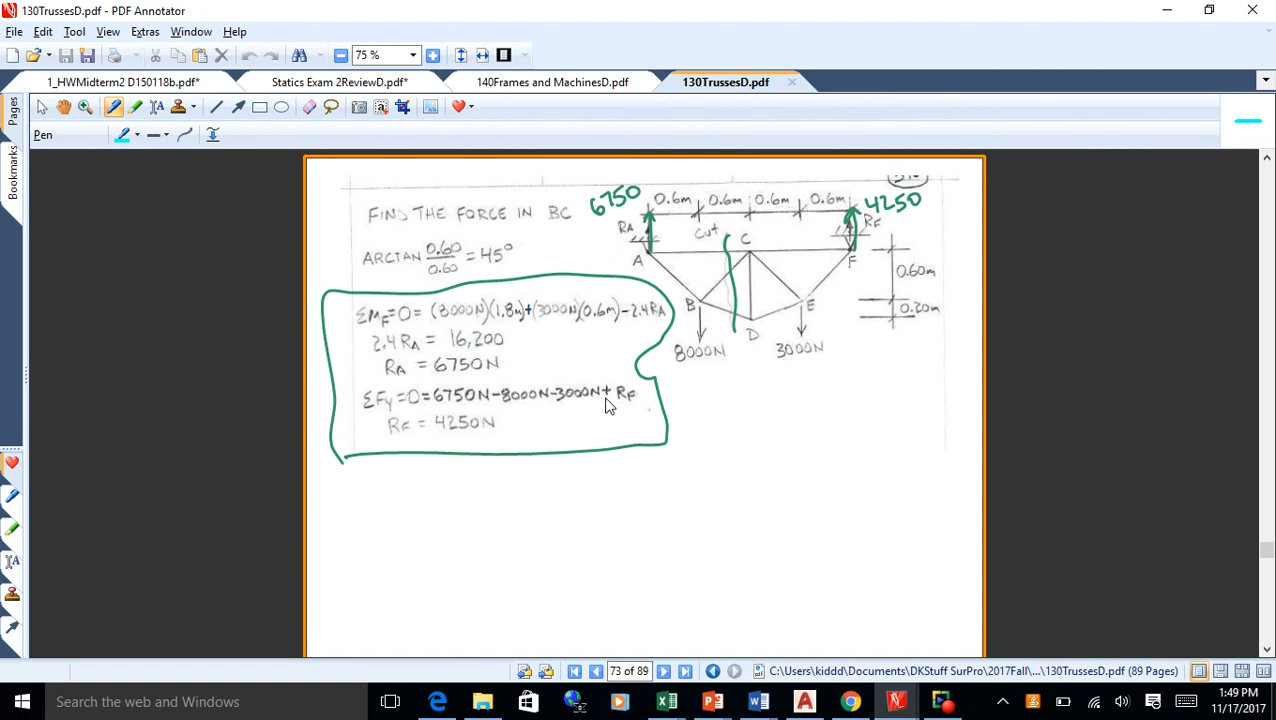 130TrussesD.pdf - PDF Annotator
File Edit Tool View Extras Window Help
75 %
1_HWMidterm2 D150118b.pdf* Statics Exam 2ReviewD.pdf* 140Frames and MachinesD.pdf 130TrussesD.pdf
Pen
Pages
Bookmarks
6750 0.6m 0.6m 0.6m 0.6m 4250
FIND THE FORCE IN BC
RA Cut C RF
ARCTAN 0.60/0.60 = 45°
A F
0.60m
B E
0.20m
D
8000N 3000N
ΣMF=0= (8000N)(1.8m)+(3000N)(0.6m)-2.4RA
2.4 RA = 16,200
RA = 6750N
ΣFy=0=6750N-8000N-3000N+ RF
RF = 4250N
73 of 89
C:\Users\kiddd\Documents\DKStuff SurPro\2017Fall\...\130TrussesD.pdf (89 Pages)
Search the web and Windows
1:49 PM
11/17/2017